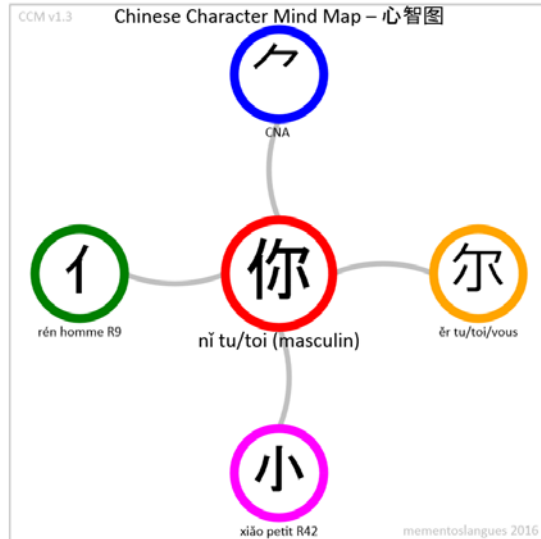 CCM v1.3
Chinese Character Mind Map – 心智图
⺈
CNA
亻
rén homme R9
你
nǐ tu/toi (masculin)
尔
ěr tu/toi/vous
小
xiǎo petit R42
mementoslangues 2016